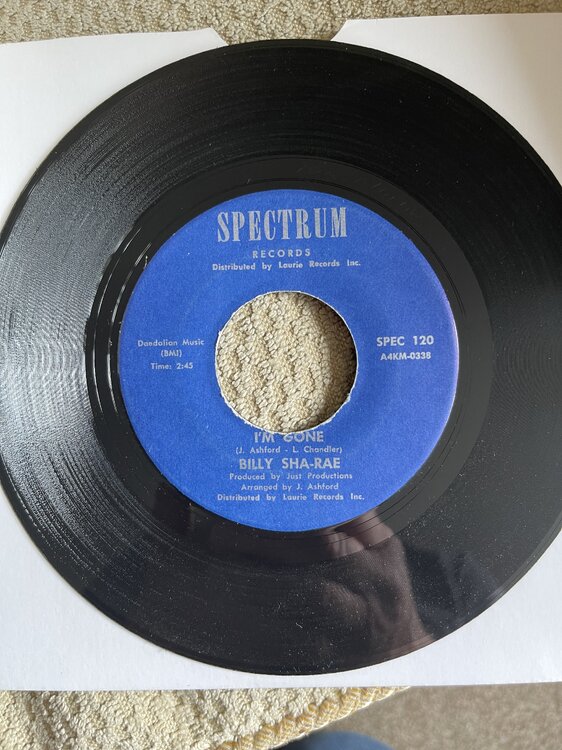 SPECTRUM
RECORDS
Distributed by Laurie Records Inc.
Daedalian Music
(BMI)
Time: 2:45
SPEC 120
A4KM-0338
I'M GONE
(J. Ashford - L. Chandler)
BILLY SHA-RAE
Produced by Just Productions
Arranged by J. Ashford
Distributed by Laurie Records Inc.